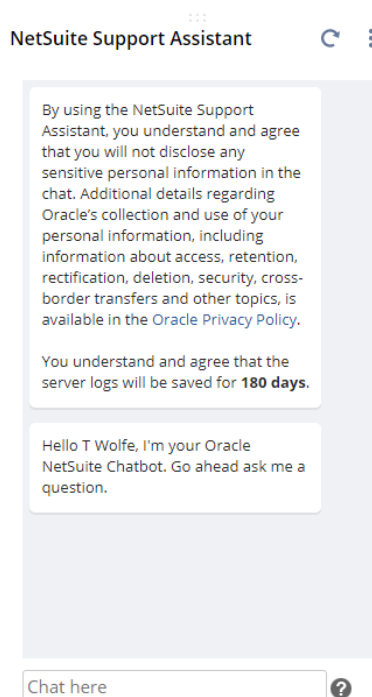 NetSuite Support Assistant
By using the NetSuite Support
Assistant, you understand and agree
that you will not disclose any
sensitive personal information in the
chat. Additional details regarding
Oracle’s collection and use of your
personal information, including
information about access, retention,
rectification, deletion, security, cross-
border transfers and other topics, is
available in the Oracle Privacy Policy.
You understand and agree that the
server logs will be saved for 180 days.
Hello T Wolfe, I'm your Oracle
NetSuite Chatbot. Go ahead ask me a
question.
Chat here
?